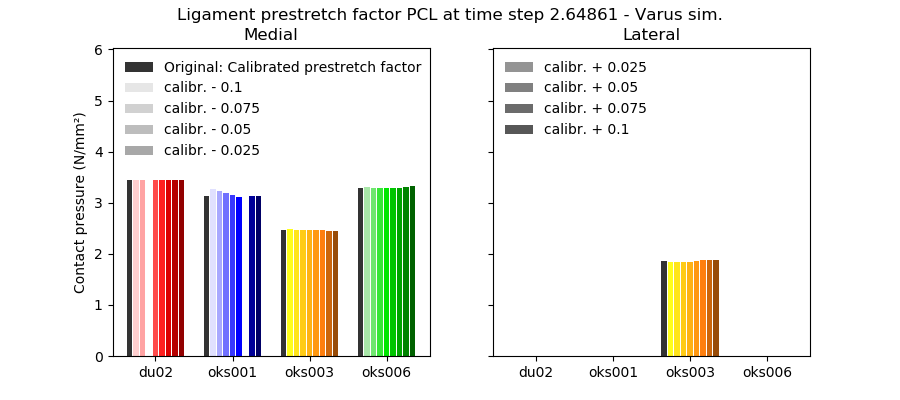 Ligament prestretch factor PCL at time step 2.64861 - Varus sim.
Medial
Lateral
Contact pressure (N/mm²)
6
5
4
3
2
1
0
Original: Calibrated prestretch factor
calibr. - 0.1
calibr. - 0.075
calibr. - 0.05
calibr. - 0.025
calibr. + 0.025
calibr. + 0.05
calibr. + 0.075
calibr. + 0.1
du02 oks001 oks003 oks006
du02 oks001 oks003 oks006